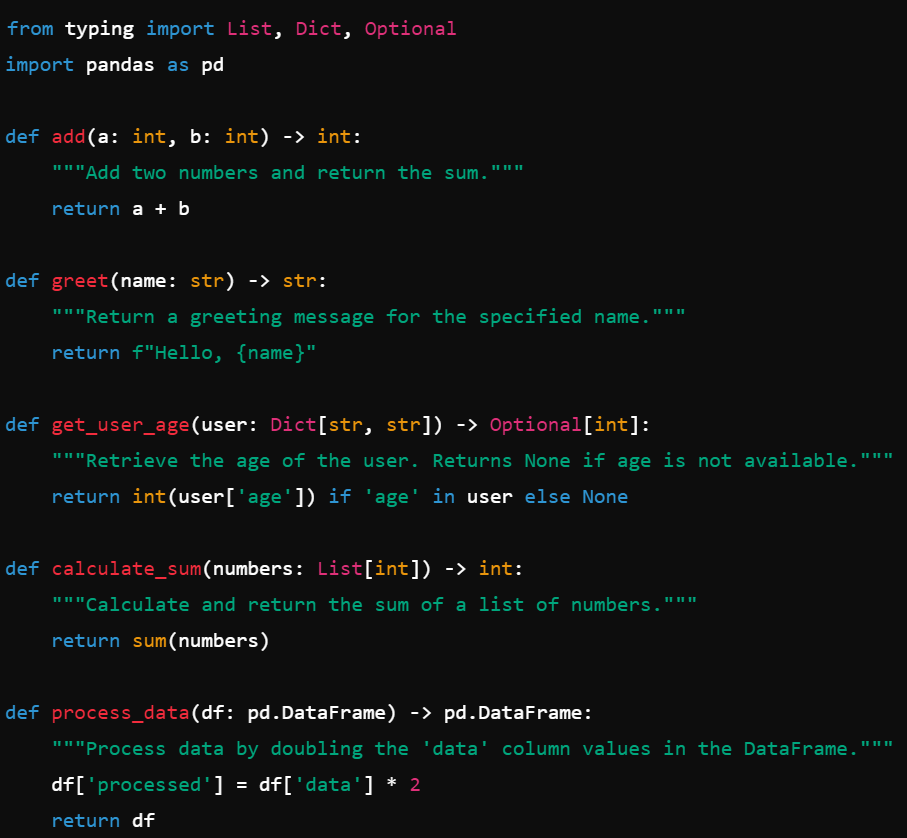 from typing import List, Dict, Optional
import pandas as pd

def add(a: int, b: int) -> int:
    """Add two numbers and return the sum."""
    return a + b

def greet(name: str) -> str:
    """Return a greeting message for the specified name."""
    return f"Hello, {name}"

def get_user_age(user: Dict[str, str]) -> Optional[int]:
    """Retrieve the age of the user. Returns None if age is not available."""
    return int(user['age']) if 'age' in user else None

def calculate_sum(numbers: List[int]) -> int:
    """Calculate and return the sum of a list of numbers."""
    return sum(numbers)

def process_data(df: pd.DataFrame) -> pd.DataFrame:
    """Process data by doubling the 'data' column values in the DataFrame."""
    df['processed'] = df['data'] * 2
    return df